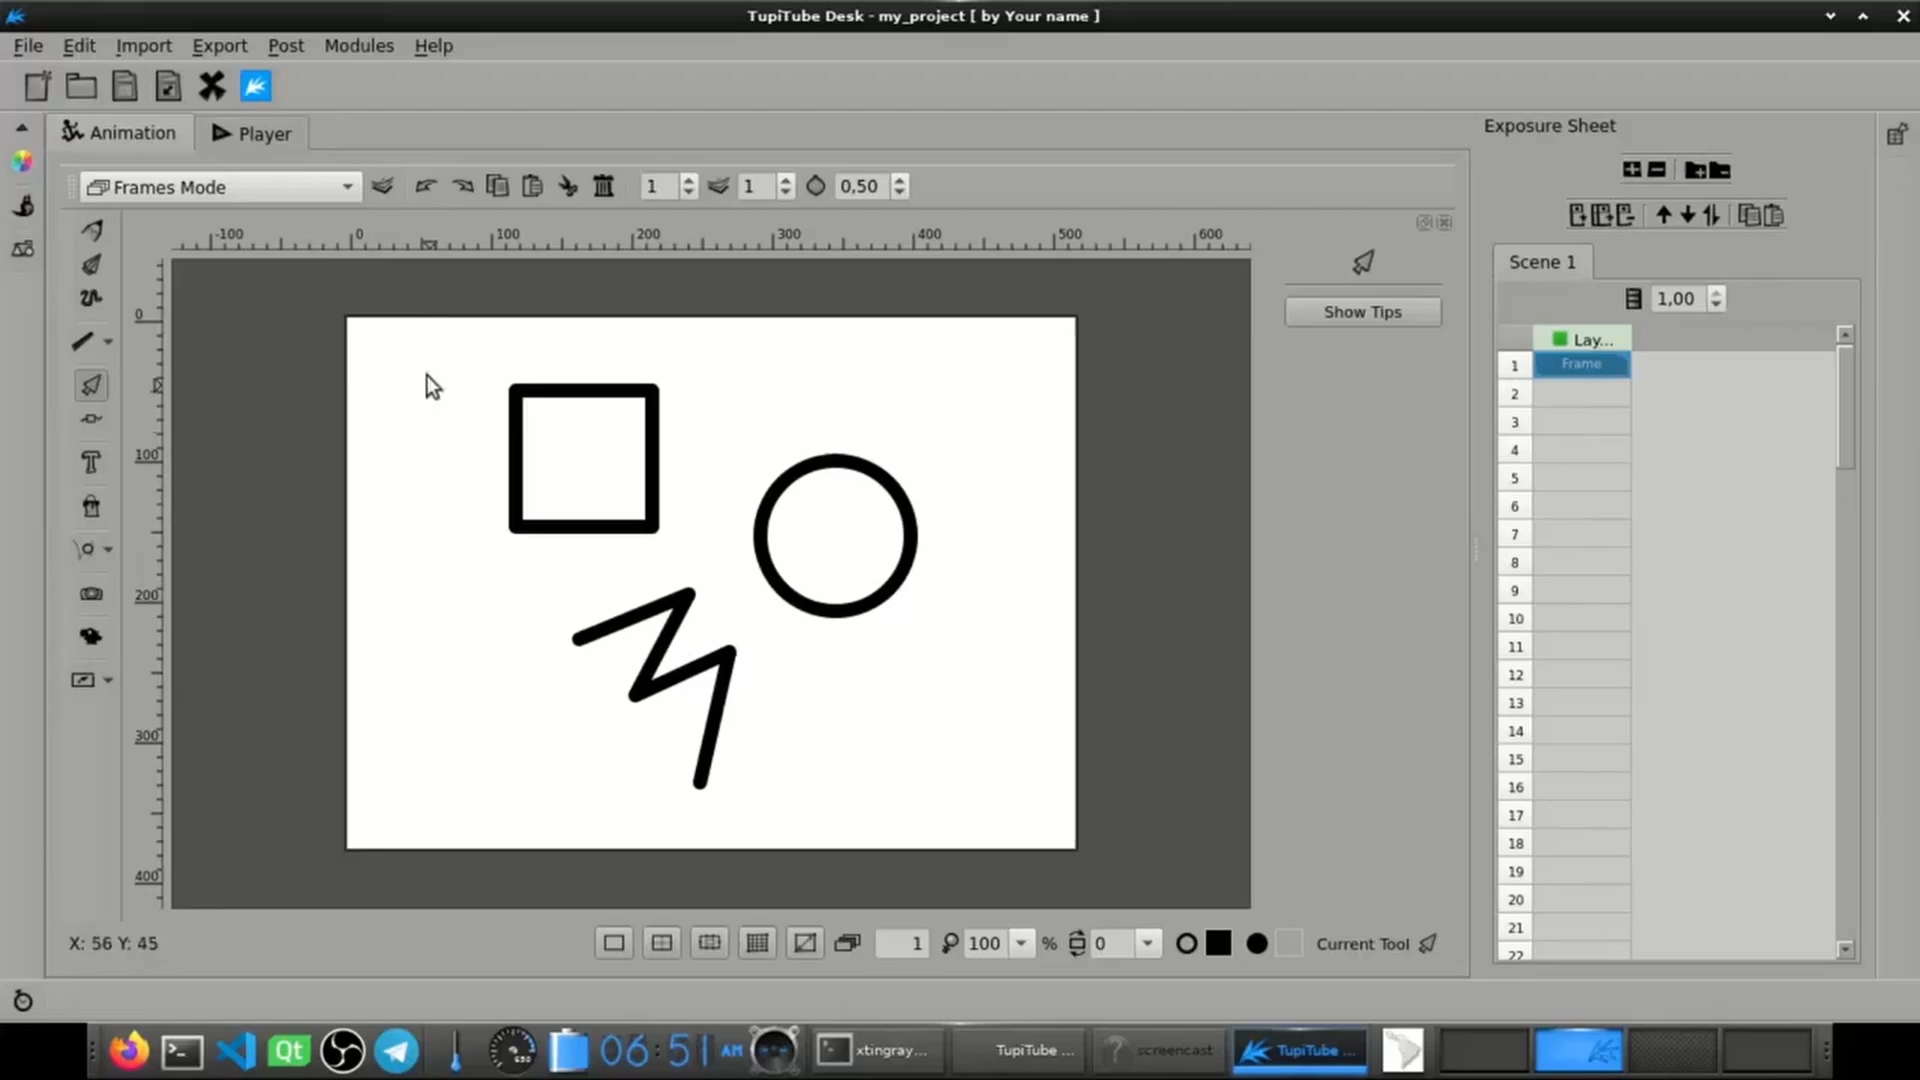 TupiTube Desk - my_project [ by Your name ]
File Edit Import Export Post Modules Help
Animation Player
Exposure Sheet
Frames Mode 1 1 0,50
-100 0 100 200 300 400 500 600
Scene 1
Show Tips
1,00
Lay...
1 Frame
2
3
4
5
6
7
8
9
10
11
12
13
14
15
16
17
18
19
20
21
22
0
100
200
300
400
X: 56 Y: 45
1 100 % 0 Current Tool
Qt 06:51 AM xtingray... TupiTube ... screencast TupiTube ...